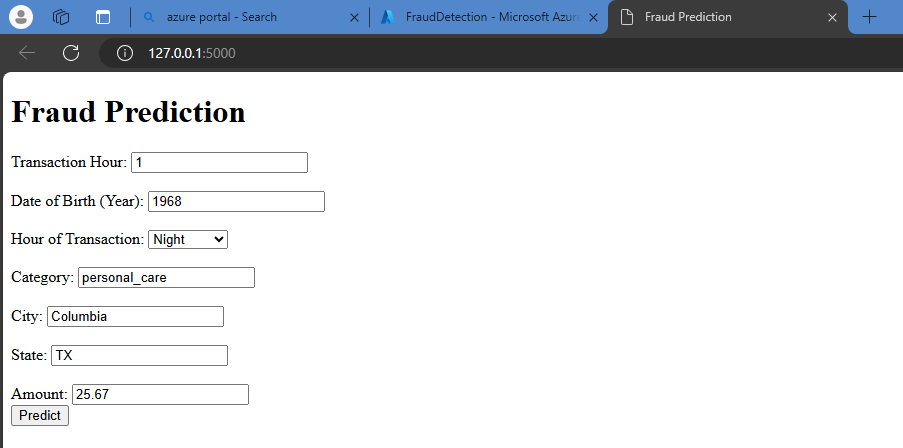 azure portal - Search
FraudDetection - Microsoft Azur
Fraud Prediction
127.0.0.1:5000
Fraud Prediction
Transaction Hour: 1
Date of Birth (Year): 1968
Hour of Transaction: Night
Category: personal_care
City: Columbia
State: TX
Amount: 25.67
Predict